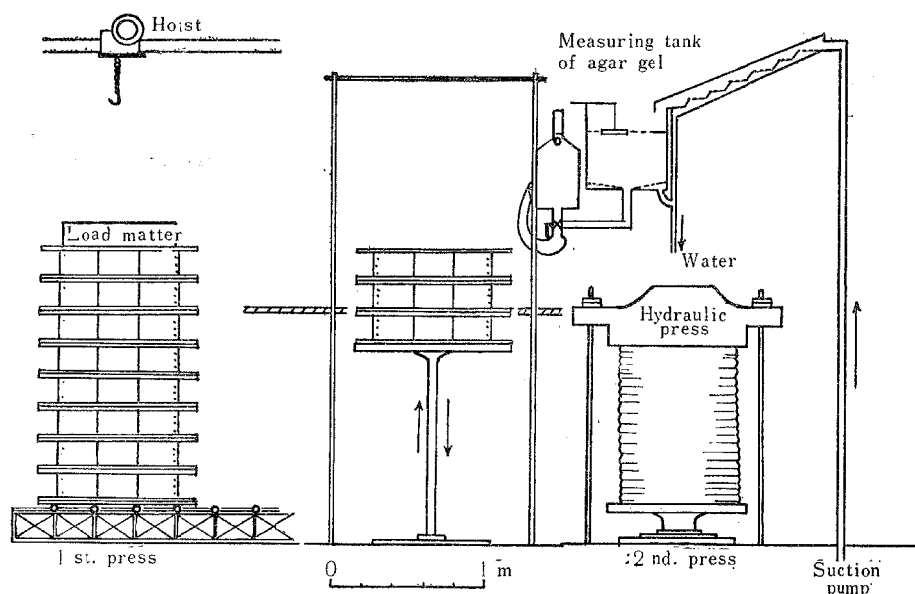 Hoist
Measuring tank
of agar gel
Load matter
Water
Hydraulic
press
1 st. press
0 1 m
2 nd. press
Suction
pump